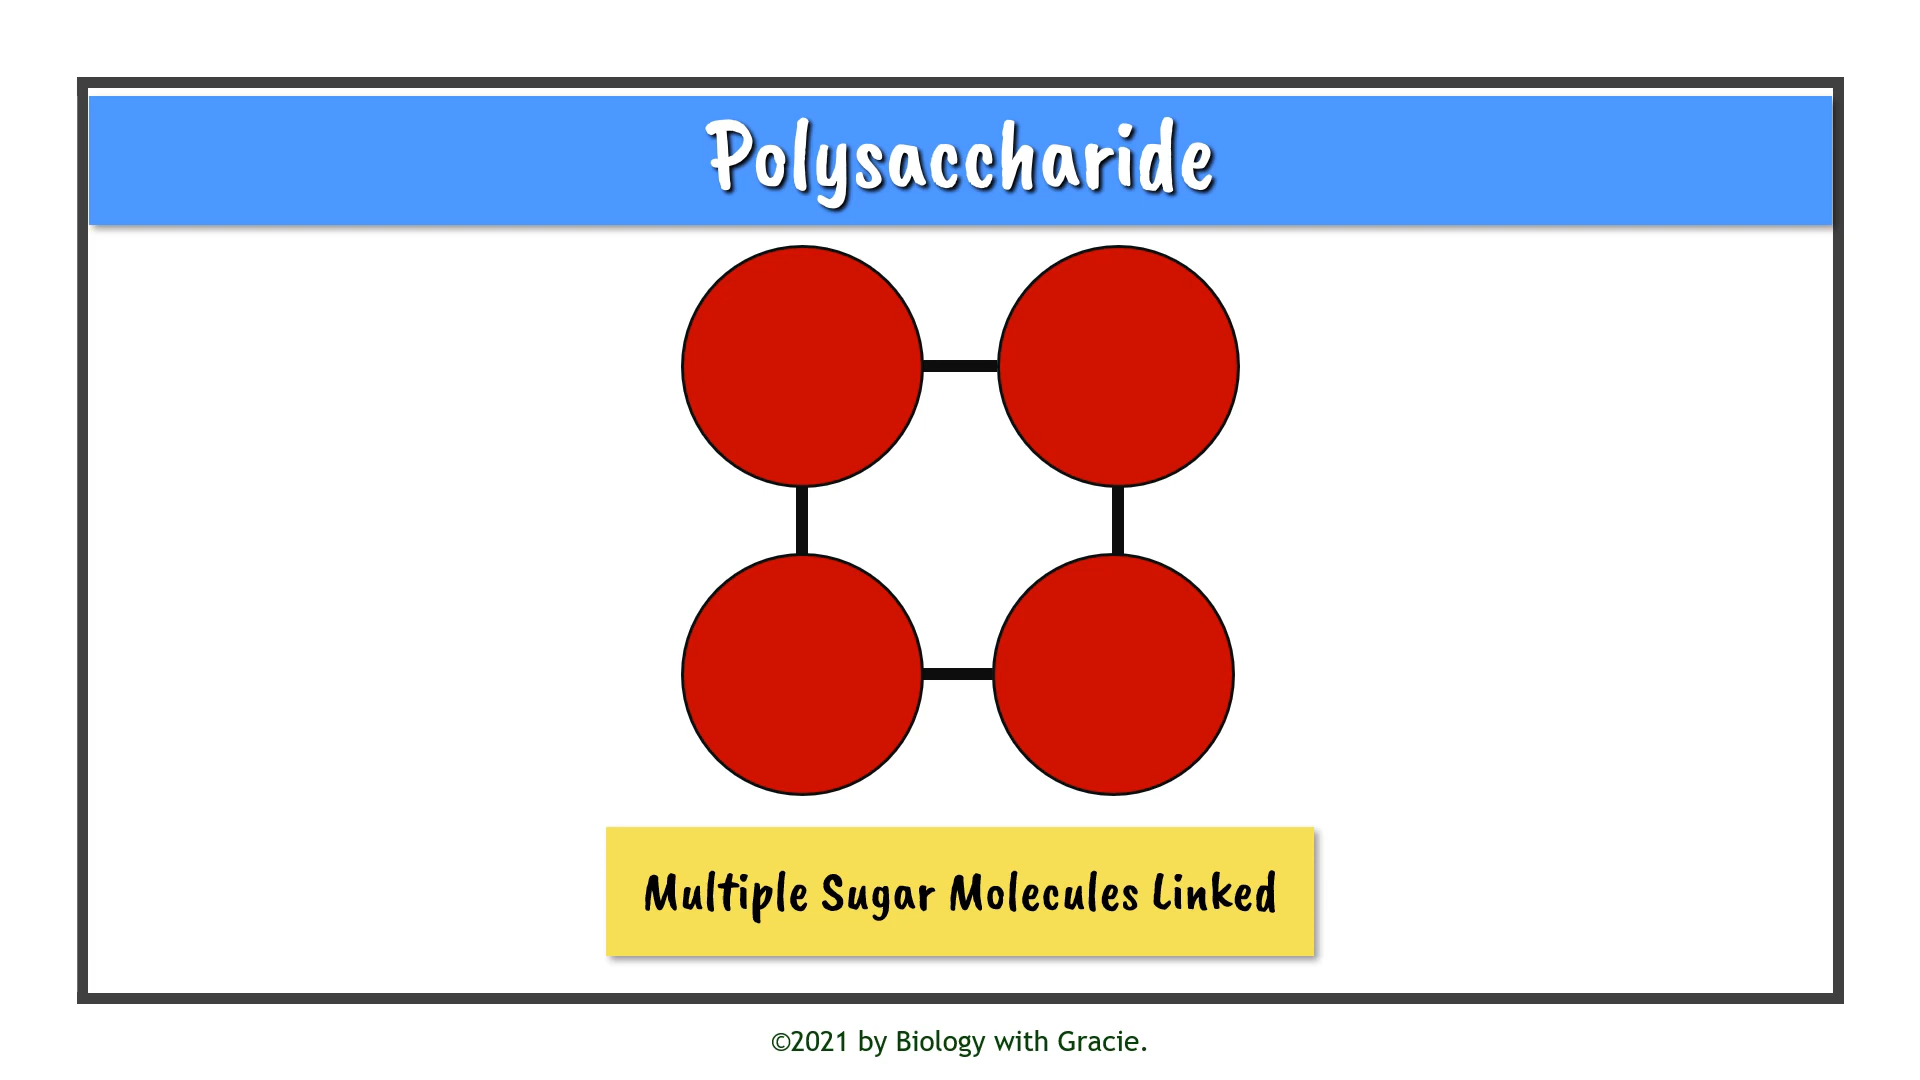 Polysaccharide
Multiple Sugar Molecules Linked
©2021 by Biology with Gracie.